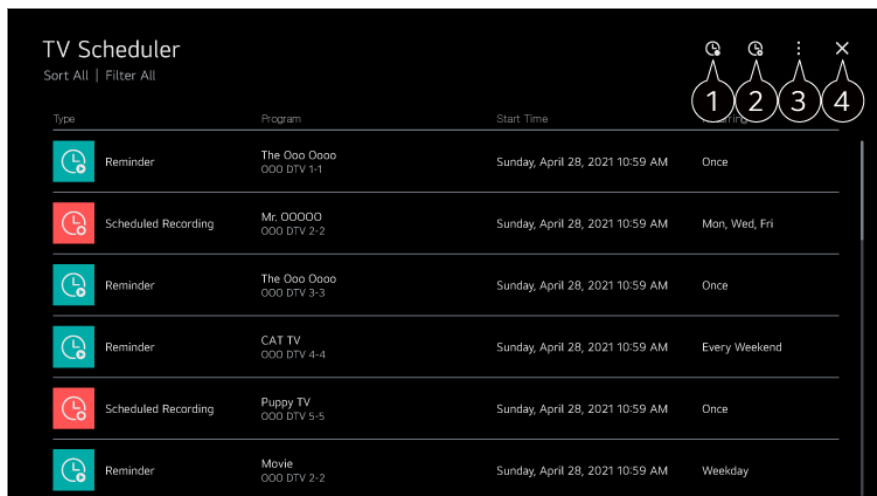 TV Scheduler
Sort All | Filter All
1 2 3 4
Type Program Start Time
Reminder The Ooo Oooo Sunday, April 28, 2021 10:59 AM Once
OOO DTV 1-1
Scheduled Recording Mr. OOOOO Sunday, April 28, 2021 10:59 AM Mon, Wed, Fri
OOO DTV 2-2
Reminder The Ooo Oooo Sunday, April 28, 2021 10:59 AM Once
OOO DTV 3-3
Reminder CAT TV Sunday, April 28, 2021 10:59 AM Every Weekend
OOO DTV 4-4
Scheduled Recording Puppy TV Sunday, April 28, 2021 10:59 AM Once
OOO DTV 5-5
Reminder Movie Sunday, April 28, 2021 10:59 AM Weekday
OOO DTV 2-2